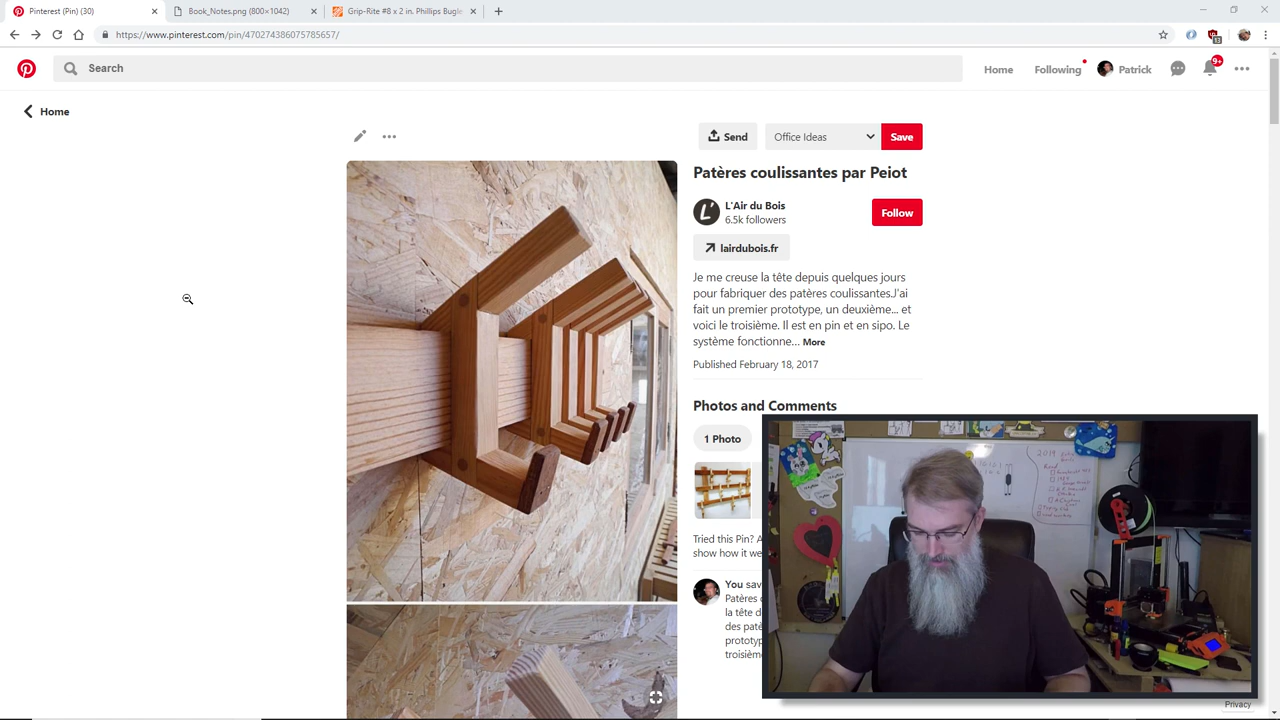 Pinterest (Pin) (30)
Book_Notes.png (800×1042)
Grip-Rite #8 x 2 in. Phillips Bugle
https://www.pinterest.com/pin/470274386075785657/
Search
Home
Following
Patrick
9+
Home
Send
Office Ideas
Save
Patères coulissantes par Peiot
L'Air du Bois
6.5k followers
Follow
lairdubois.fr
Je me creuse la tête depuis quelques jours
pour fabriquer des patères coulissantes.J'ai
fait un premier prototype, un deuxième... et
voici le troisième. Il est en pin et en sipo. Le
système fonctionne... More
Published February 18, 2017
Photos and Comments
1 Photo
Tried this Pin? A
show how it we
You sav
Patères c
la tête d
des patè
prototyp
troisièm
2019
Read
Privacy